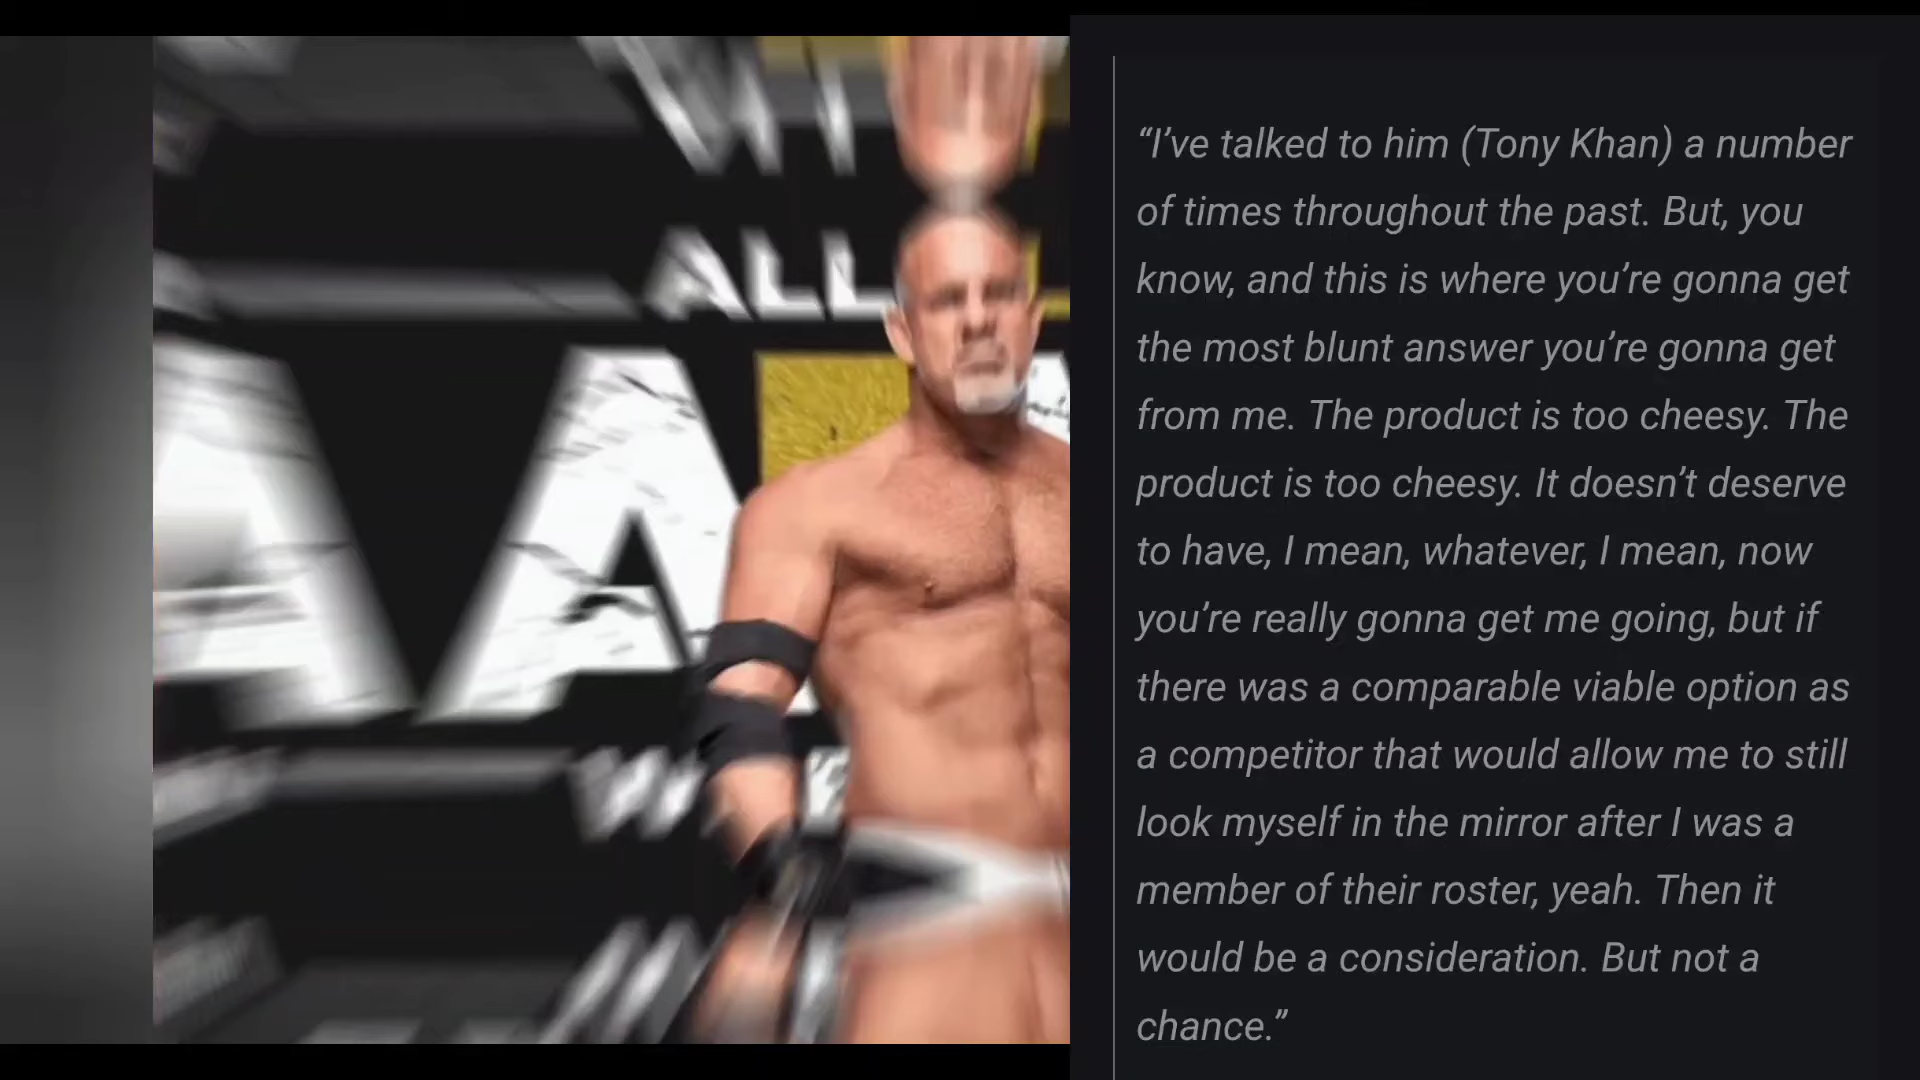 ALL
“I’ve talked to him (Tony Khan) a number
of times throughout the past. But, you
know, and this is where you’re gonna get
the most blunt answer you’re gonna get
from me. The product is too cheesy. The
product is too cheesy. It doesn’t deserve
to have, I mean, whatever, I mean, now
you’re really gonna get me going, but if
there was a comparable viable option as
a competitor that would allow me to still
look myself in the mirror after I was a
member of their roster, yeah. Then it
would be a consideration. But not a
chance.”